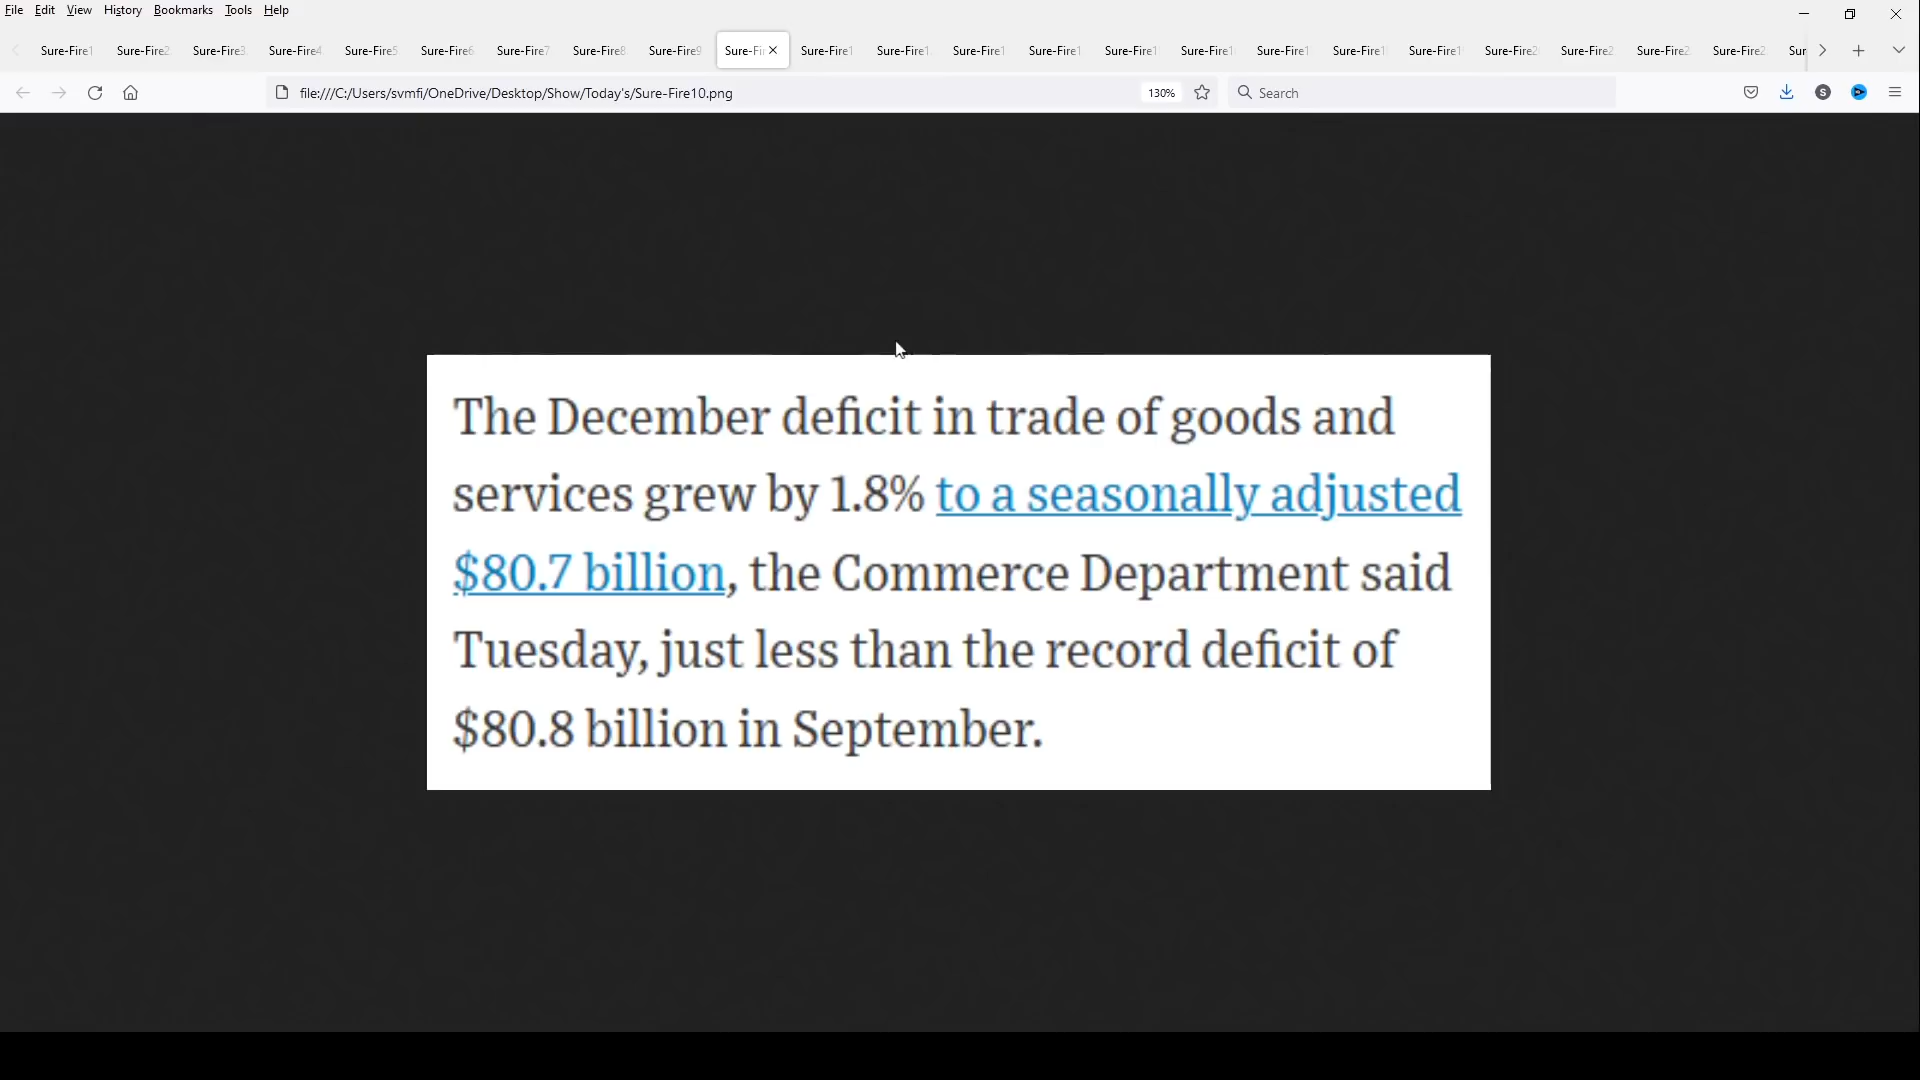 File Edit View History Bookmarks Tools Help
Sure-Fire1 Sure-Fire2 Sure-Fire3 Sure-Fire4 Sure-Fire5 Sure-Fire6 Sure-Fire7 Sure-Fire8 Sure-Fire9 Sure-Fi Sure-Fire1 Sure-Fire1 Sure-Fire1 Sure-Fire1 Sure-Fire1 Sure-Fire1 Sure-Fire1 Sure-Fire1 Sure-Fire1 Sure-Fire2 Sure-Fire2 Sure-Fire2 Sure-Fire2 Sur
file:///C:/Users/svmfi/OneDrive/Desktop/Show/Today's/Sure-Fire10.png 130% Search S
The December deficit in trade of goods and
services grew by 1.8% to a seasonally adjusted
$80.7 billion, the Commerce Department said
Tuesday, just less than the record deficit of
$80.8 billion in September.